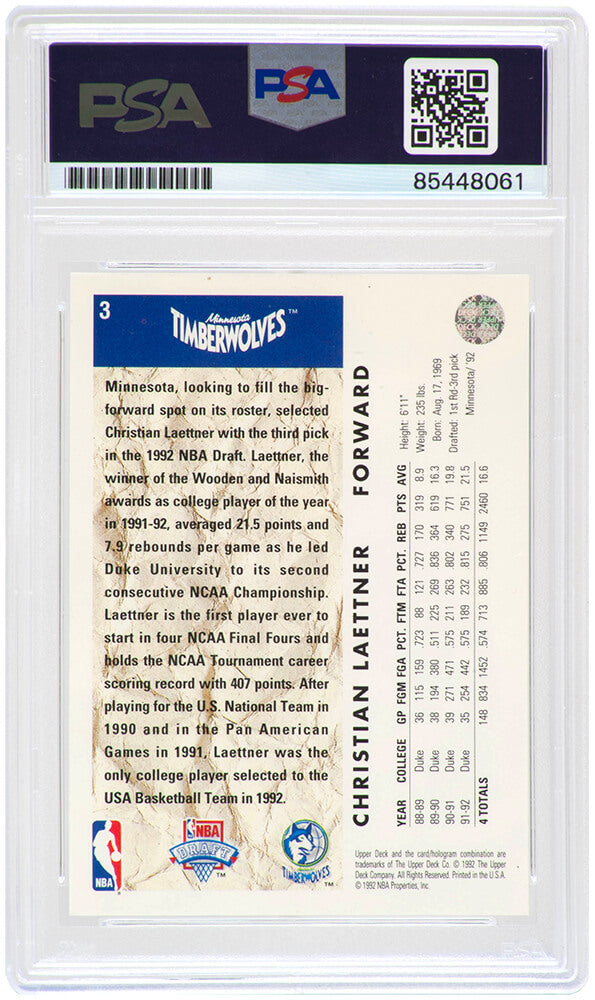 PSA
PSA
85448061
3
Minnesota
TIMBERWOLVES™
Minnesota, looking to fill the big-
forward spot on its roster, selected
Christian Laettner with the third pick
in the 1992 NBA Draft. Laettner, the
winner of the Wooden and Naismith
awards as college player of the year
in 1991-92, averaged 21.5 points and
7.9 rebounds per game as he led
Duke University to its second
consecutive NCAA Championship.
Laettner is the first player ever to
start in four NCAA Final Fours and
holds the NCAA Tournament career
scoring record with 407 points. After
playing for the U.S. National Team in
1990 and in the Pan American
Games in 1991, Laettner was the
only college player selected to the
USA Basketball Team in 1992.
NBA
NBA
DRAFT
™
TIMBERWOLVES
™
CHRISTIAN LAETTNER FORWARD
Height: 6'11"
Weight: 235 lbs.
Born: Aug. 17, 1969
Drafted: 1st Rd-3rd pick
Minnesota/ '92
YEAR COLLEGE GP FGM FGA PCT. FTM FTA PCT. REB PTS AVG
88-89 Duke 36 115 159 .723 88 121 .727 170 319 8.9
89-90 Duke 38 194 380 .511 225 269 .836 364 619 16.3
90-91 Duke 39 271 471 .575 211 263 .802 340 771 19.8
91-92 Duke 35 254 442 .575 189 232 .815 275 751 21.5
4 TOTALS 148 834 1452 .574 713 885 .806 1149 2460 16.6
Upper Deck and the card/hologram combination are
trademarks of The Upper Deck Co. © 1992 The Upper
Deck Company. All Rights Reserved. Printed in the U.S.A.
© 1992 NBA Properties, Inc.